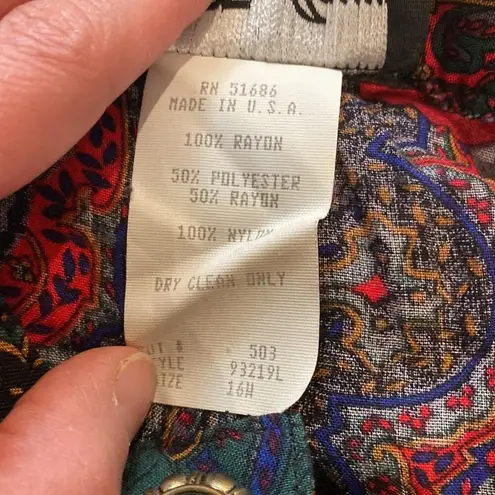 RN 51686
MADE IN U.S.A.
100% RAYON
50% POLYESTER
50% RAYON
100% NYLON
DRY CLEAN ONLY
503
93219L
16W